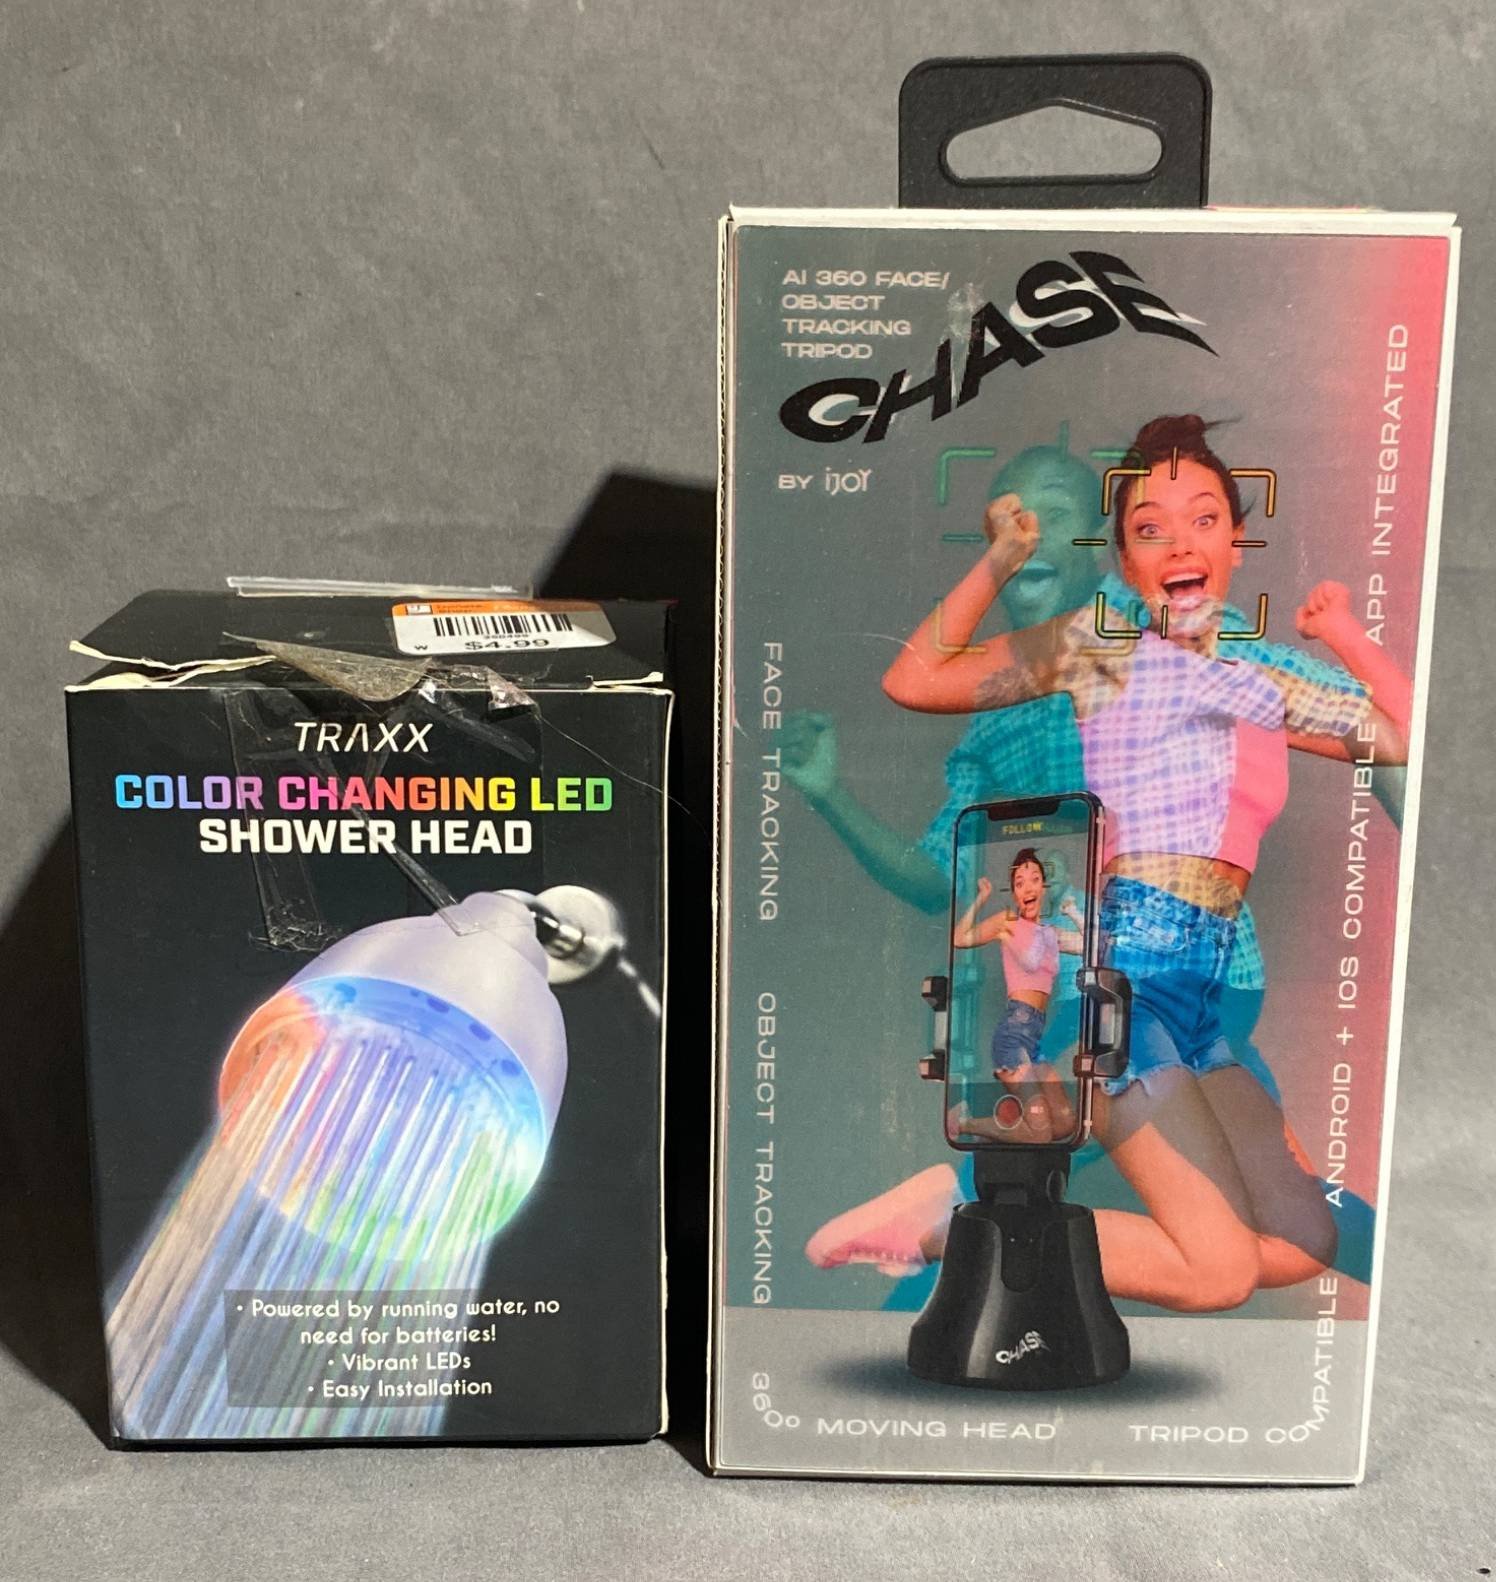 $4.99
W
TRAXX
COLOR CHANGING LED
SHOWER HEAD
• Powered by running water, no
need for batteries!
• Vibrant LEDs
• Easy Installation
AI 360 FACE/
OBJECT
TRACKING
TRIPOD
CHASE
BY iJOY
FACE TRACKING
OBJECT TRACKING
360° MOVING HEAD
TRIPOD COMPATIBLE
ANDROID + IOS COMPATIBLE
APP INTEGRATED
CHASE